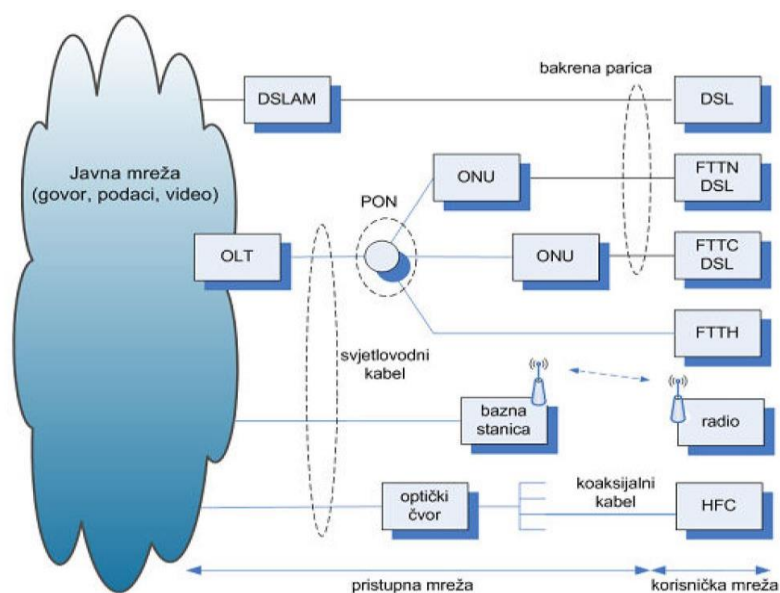 bakrena parica
DSLAM
DSL
Javna mreža
(govor, podaci, video)
PON
ONU
FTTN
DSL
OLT
ONU
FTTC
DSL
svjetlovodni
kabel
FTTH
bazna
stanica
radio
optički
čvor
koaksijalni
kabel
HFC
pristupna mreža
korisnička mreža